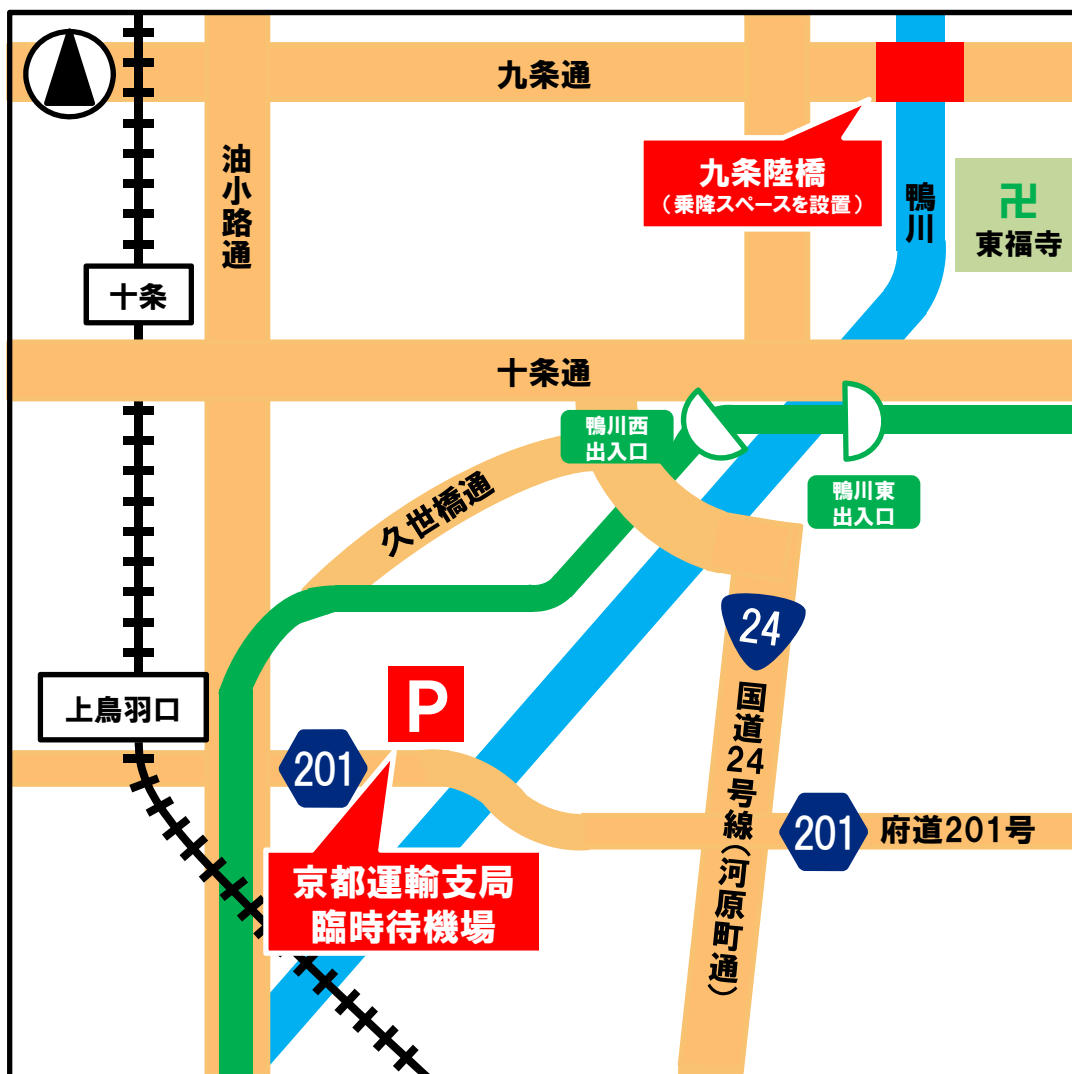 九条通
油小路通
九条陸橋
（乗降スペースを設置）
鴨川
卍
東福寺
十条
十条通
鴨川西
出入口
鴨川東
出入口
久世橋通
24
上鳥羽口
P
国道24号線（河原町通）
201
201
府道201号
京都運輸支局
臨時待機場